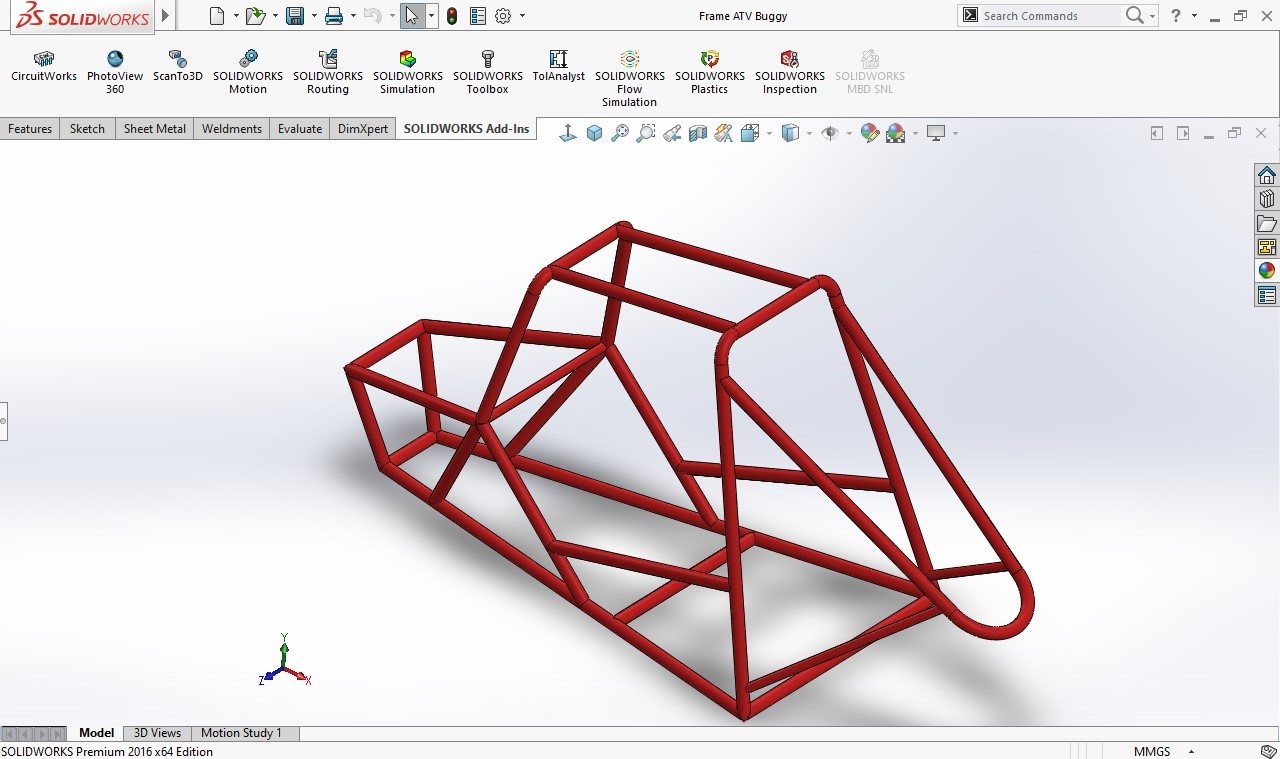 SOLIDWORKS
Frame ATV Buggy
Search Commands
?
CircuitWorks
PhotoView
360
ScanTo3D
SOLIDWORKS
Motion
SOLIDWORKS
Routing
SOLIDWORKS
Simulation
SOLIDWORKS
Toolbox
TolAnalyst
SOLIDWORKS
Flow
Simulation
SOLIDWORKS
Plastics
SOLIDWORKS
Inspection
SOLIDWORKS
MBD SNL
Features
Sketch
Sheet Metal
Weldments
Evaluate
DimXpert
SOLIDWORKS Add-Ins
Y
Z
X
Model
3D Views
Motion Study 1
SOLIDWORKS Premium 2016 x64 Edition
MMGS